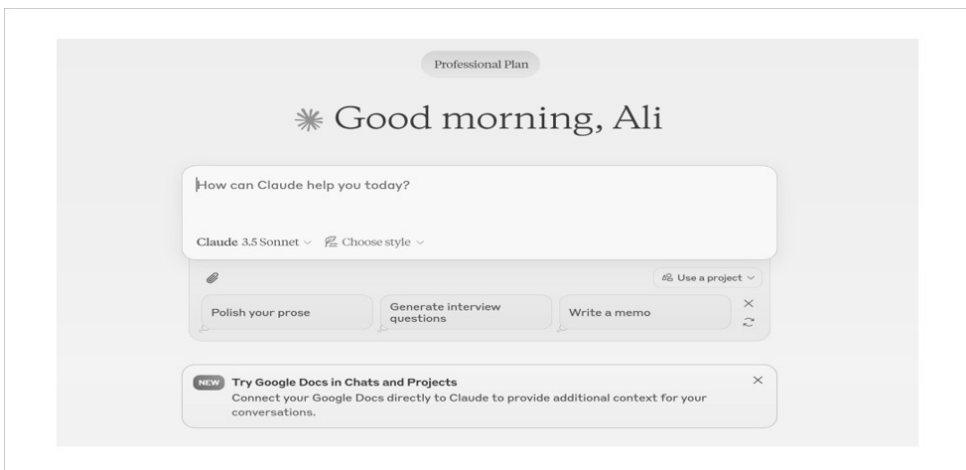 Professional Plan
Good morning, Ali
How can Claude help you today?
Claude 3.5 Sonnet Choose style
Use a project
Polish your prose
Generate interview
questions
Write a memo
NEW Try Google Docs in Chats and Projects
Connect your Google Docs directly to Claude to provide additional context for your
conversations.